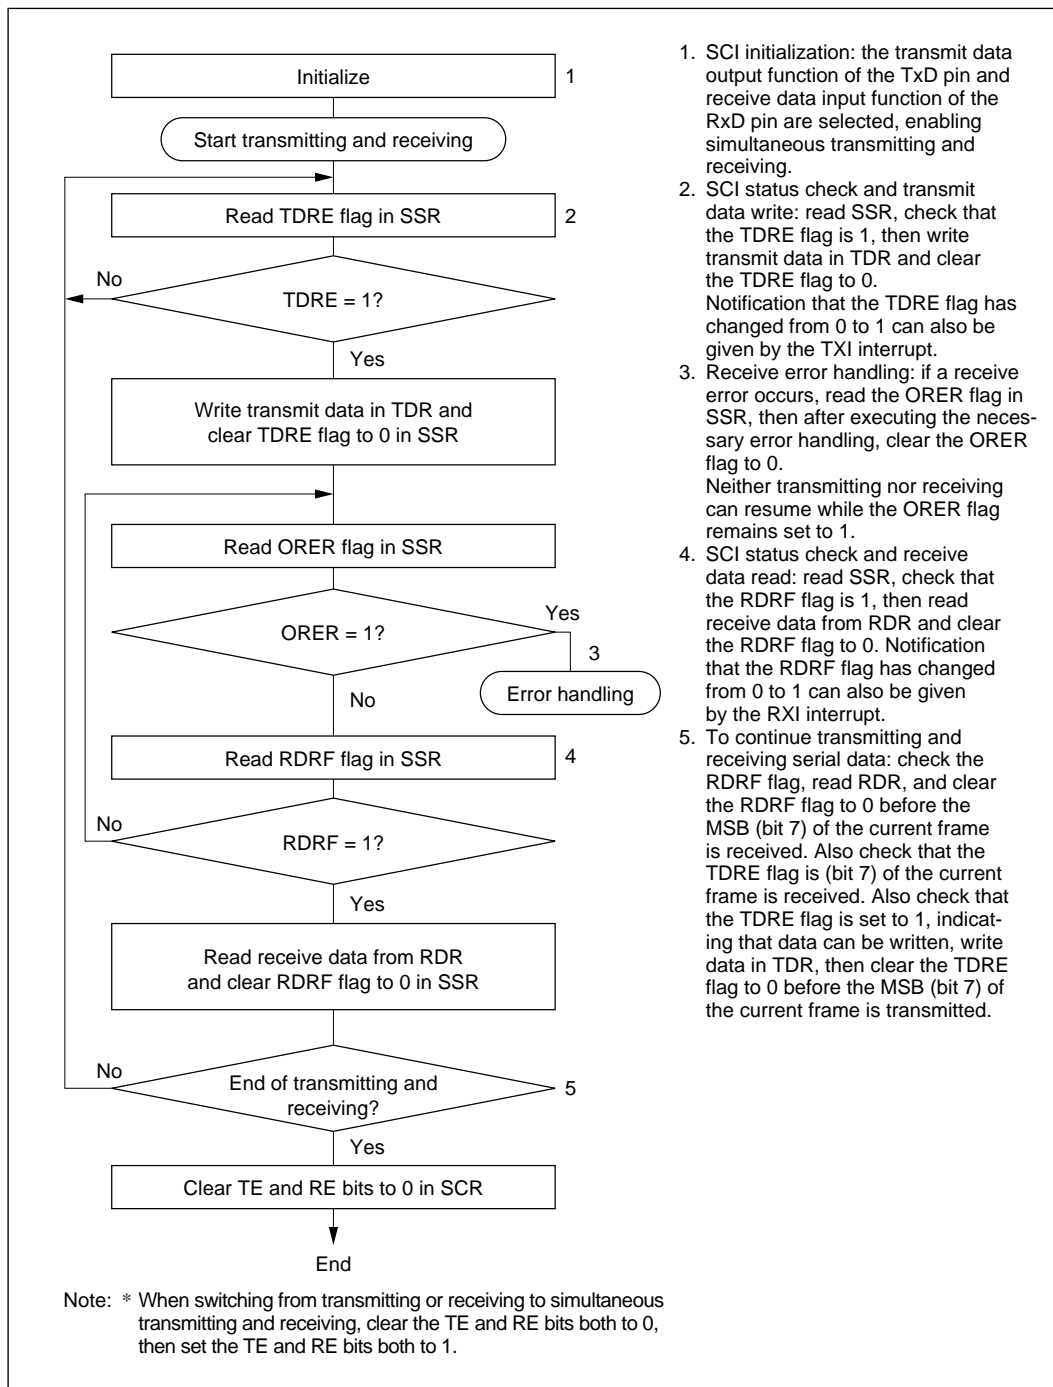 Initialize
1
Start transmitting and receiving
Read TDRE flag in SSR
2
No
TDRE = 1?
Yes
Write transmit data in TDR and
clear TDRE flag to 0 in SSR
Read ORER flag in SSR
Yes
ORER = 1?
3
Error handling
No
Read RDRF flag in SSR
4
No
RDRF = 1?
Yes
Read receive data from RDR
and clear RDRF flag to 0 in SSR
No
End of transmitting and
receiving?
5
Yes
Clear TE and RE bits to 0 in SCR
End
1. SCI initialization: the transmit data
output function of the TxD pin and
receive data input function of the
RxD pin are selected, enabling
simultaneous transmitting and
receiving.
2. SCI status check and transmit
data write: read SSR, check that
the TDRE flag is 1, then write
transmit data in TDR and clear
the TDRE flag to 0.
Notification that the TDRE flag has
changed from 0 to 1 can also be
given by the TXI interrupt.
3. Receive error handling: if a receive
error occurs, read the ORER flag in
SSR, then after executing the neces-
sary error handling, clear the ORER
flag to 0.
Neither transmitting nor receiving
can resume while the ORER flag
remains set to 1.
4. SCI status check and receive
data read: read SSR, check that
the RDRF flag is 1, then read
receive data from RDR and clear
the RDRF flag to 0. Notification
that the RDRF flag has changed
from 0 to 1 can also be given
by the RXI interrupt.
5. To continue transmitting and
receiving serial data: check the
RDRF flag, read RDR, and clear
the RDRF flag to 0 before the
MSB (bit 7) of the current frame
is received. Also check that the
TDRE flag is (bit 7) of the current
frame is received. Also check that
the TDRE flag is set to 1, indicat-
ing that data can be written, write
data in TDR, then clear the TDRE
flag to 0 before the MSB (bit 7) of
the current frame is transmitted.
Note: * When switching from transmitting or receiving to simultaneous
transmitting and receiving, clear the TE and RE bits both to 0,
then set the TE and RE bits both to 1.